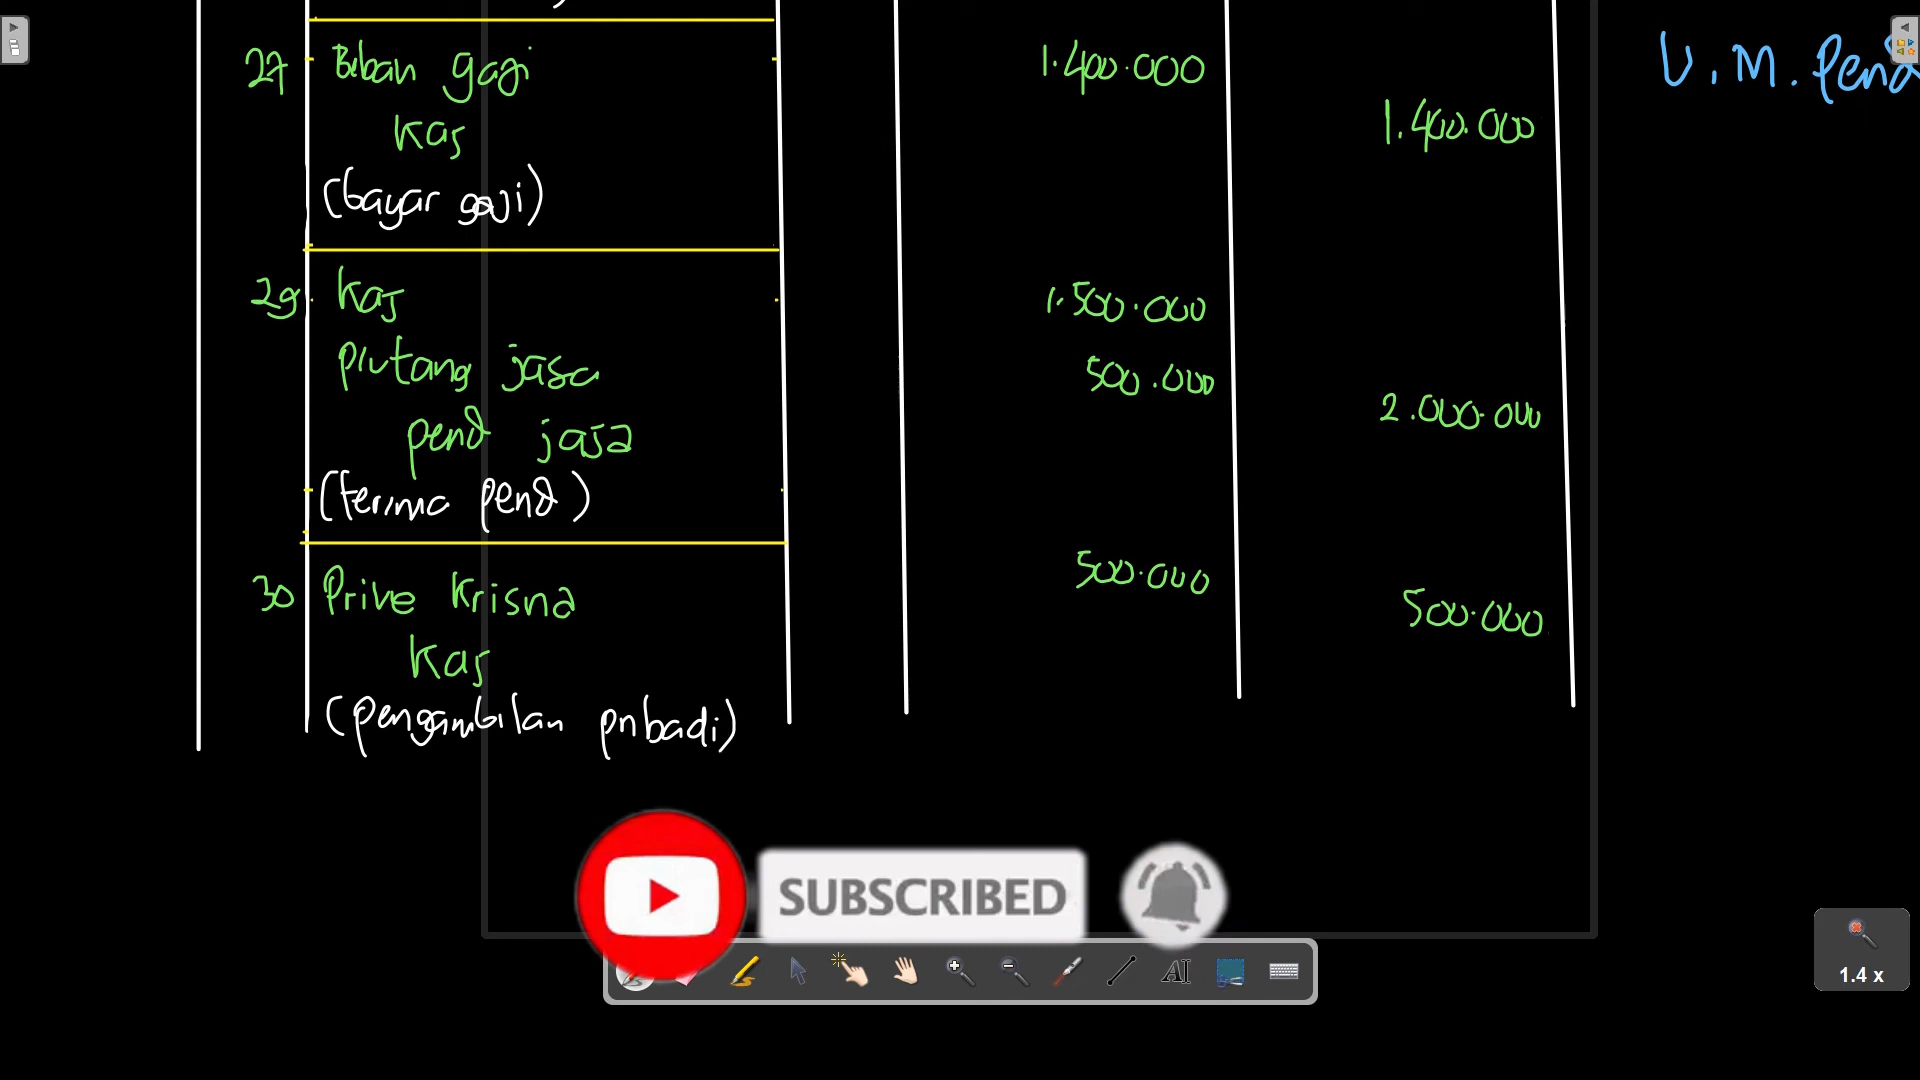 27 Beban gaji 1.400.000
Kas 1.400.000
(bayar gaji)
29 Kas 1.500.000
piutang jasa 500.000
pend jasa 2.000.000
(terima pend)
30 Prive Krisna 500.000
Kas 500.000
(pengambilan pribadi)
U.M. Pend
SUBSCRIBED
AI
1.4 x